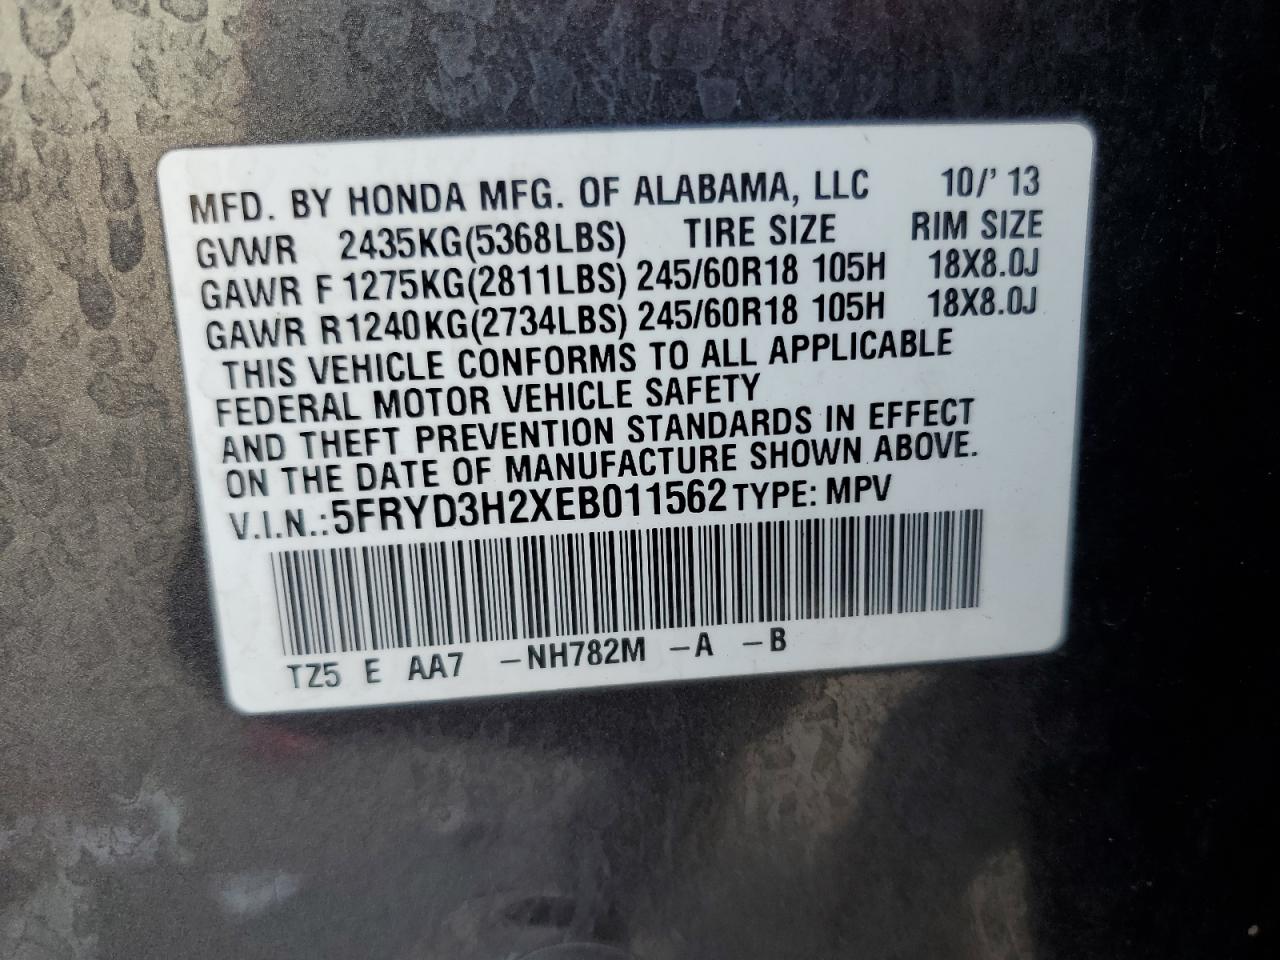 MFD. BY HONDA MFG. OF ALABAMA, LLC 10/' 13
GVWR 2435KG(5368LBS) TIRE SIZE RIM SIZE
GAWR F 1275KG(2811LBS) 245/60R18 105H 18X8.0J
GAWR R 1240KG(2734LBS) 245/60R18 105H 18X8.0J
THIS VEHICLE CONFORMS TO ALL APPLICABLE
FEDERAL MOTOR VEHICLE SAFETY
AND THEFT PREVENTION STANDARDS IN EFFECT
ON THE DATE OF MANUFACTURE SHOWN ABOVE.
V.I.N.: 5FRYD3H2XEB011562 TYPE: MPV
TZ5 E AA7 -NH782M -A -B